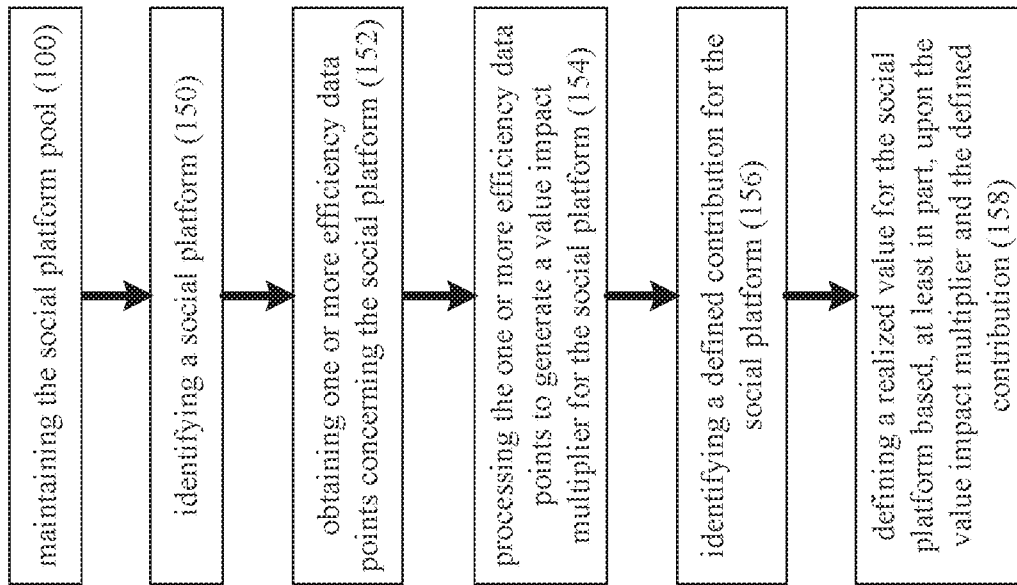 maintaining the social platform pool (100)
identifying a social platform (150)
obtaining one or more efficiency data
points concerning the social platform (152)
processing the one or more efficiency data
points to generate a value impact
multiplier for the social platform (154)
identifying a defined contribution for the
social platform (156)
defining a realized value for the social
platform based, at least in part, upon the
value impact multiplier and the defined
contribution (158)